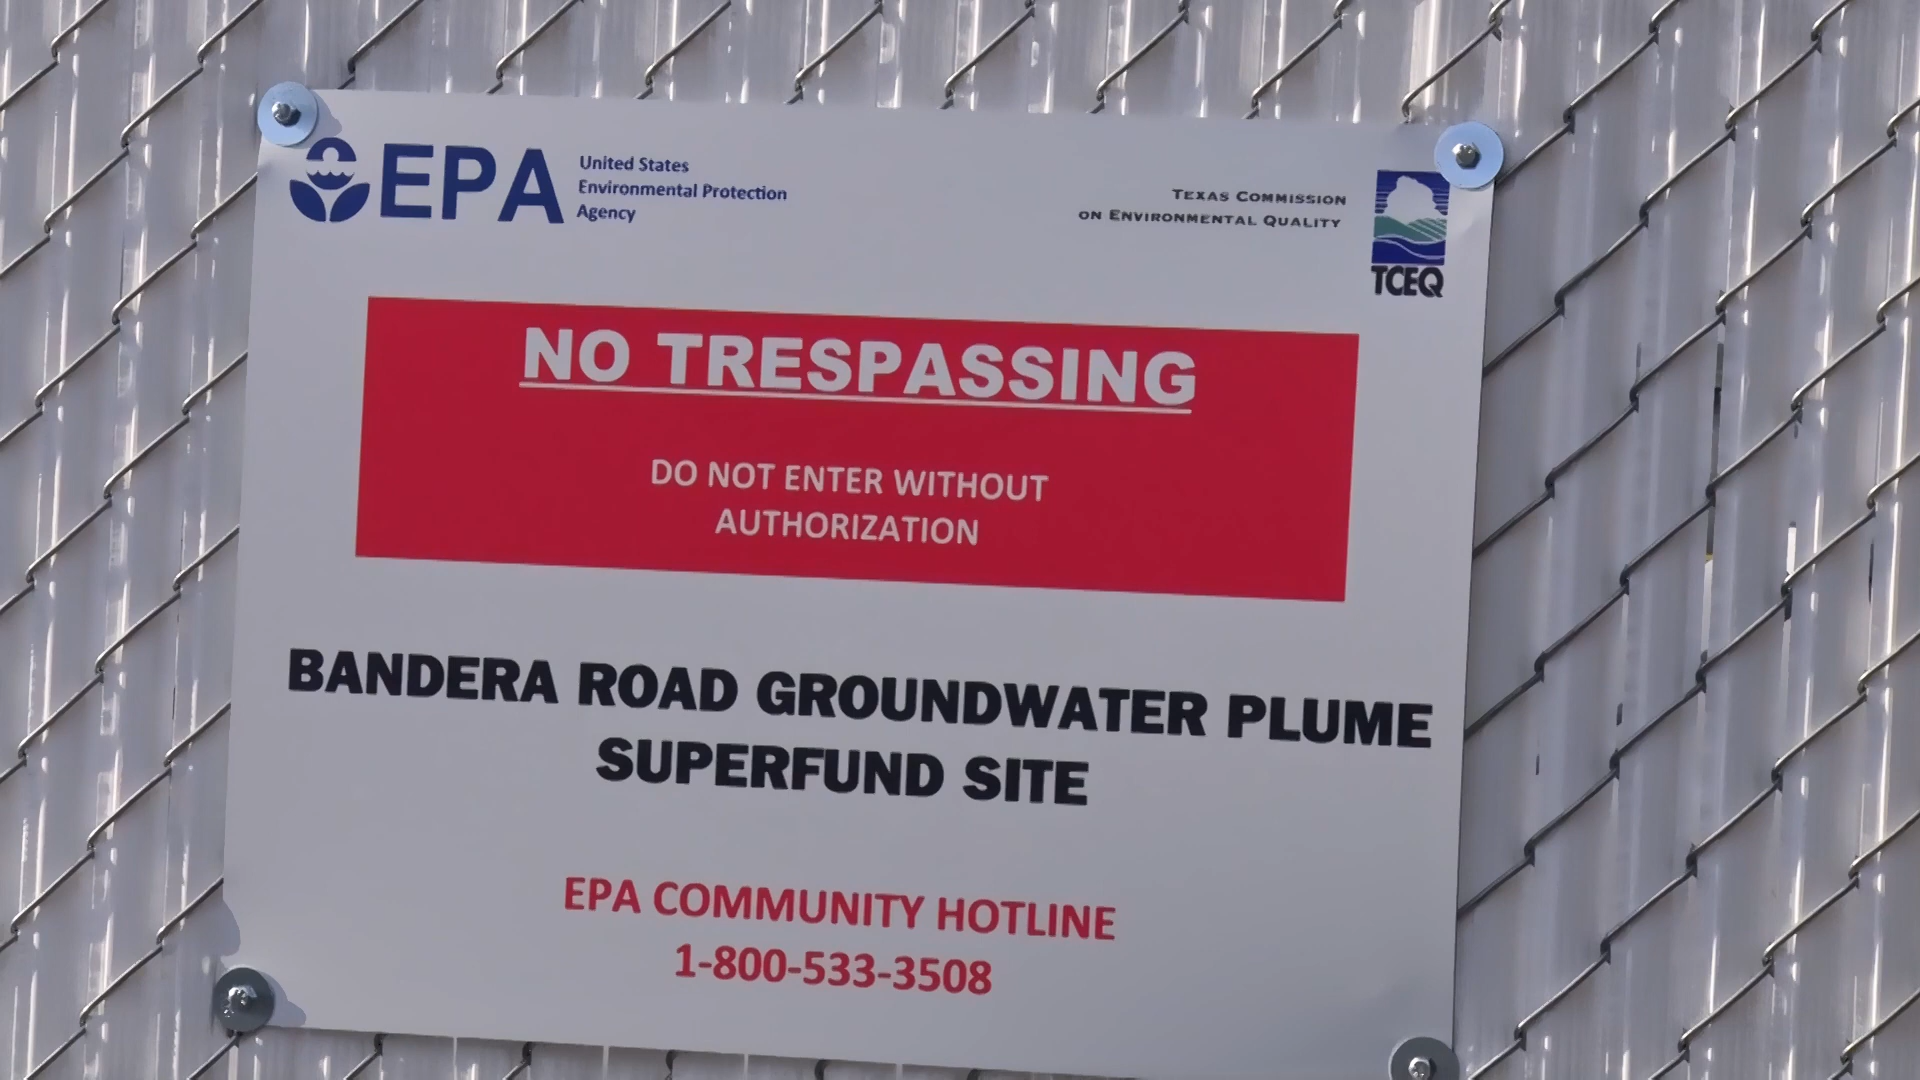 EPA
United States
Environmental Protection
Agency
TEXAS COMMISSION
ON ENVIRONMENTAL QUALITY
TCEQ
NO TRESPASSING
DO NOT ENTER WITHOUT
AUTHORIZATION
BANDERA ROAD GROUNDWATER PLUME
SUPERFUND SITE
EPA COMMUNITY HOTLINE
1-800-533-3508